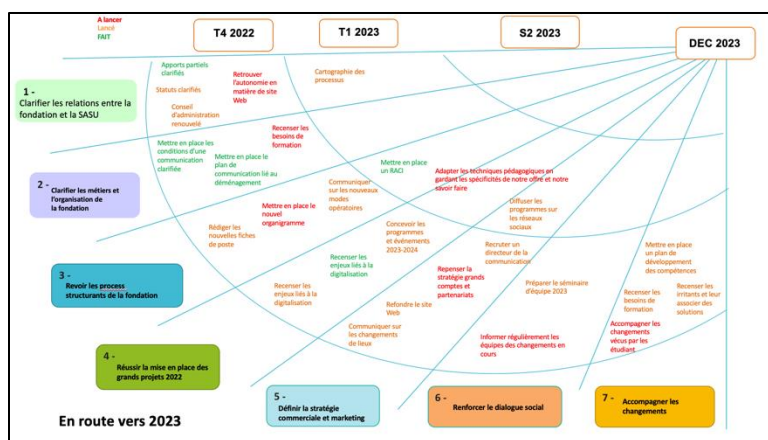 A lancer
Lancé
FAIT
T4 2022
T1 2023
S2 2023
DEC 2023
1 -
Clarifier les relations entre la
fondation et la SASU
Apports partiels
clarifiés
Statuts clarifiés
Conseil
d'administration
renouvelé
Retrouver
l'autonomie en
matière de site
Web
Cartographie des
processus
Recenser les
besoins de
formation
Mettre en place les
conditions d'une
communication
clarifiée
Mettre en place le
plan de
communication lié au
déménagement
Mettre en place
un RACI
2 -
Clarifier les métiers et
l'organisation de
la fondation
Communiquer
sur les nouveaux
modes
opératoires
Adapter les techniques pédagogiques en
gardant les spécificités de notre offre et notre
savoir faire
Mettre en place le
nouvel
organigramme
Rédiger les
nouvelles fiches
de poste
Concevoir les
programmes
et événements
2023-2024
Diffuser les
programmes sur
les réseaux
sociaux
Recruter un
directeur de la
communication
Mettre en place
un plan de
développement
des compétences
3 -
Revoir les process
structurants de la fondation
Recenser les
enjeux liés à
la digitalisation
Recenser les
enjeux liés à la
digitalisation
Repenser la
stratégie grands
comptes et
partenariats
Préparer le séminaire
d'équipe 2023
Recenser les
besoins de
formation
Recenser les
irritants et leur
associer des
solutions
Refondre le site
Web
Communiquer sur
les changements
de lieux
Informer régulièrement les
équipes des changements en
cours
Accompagner les
changements
vécus par les
étudiant
4 -
Réussir la mise en place des
grands projets 2022
5 -
Définir la stratégie
commerciale et marketing
6 -
Renforcer le dialogue social
7 -
Accompagner les
changements
En route vers 2023